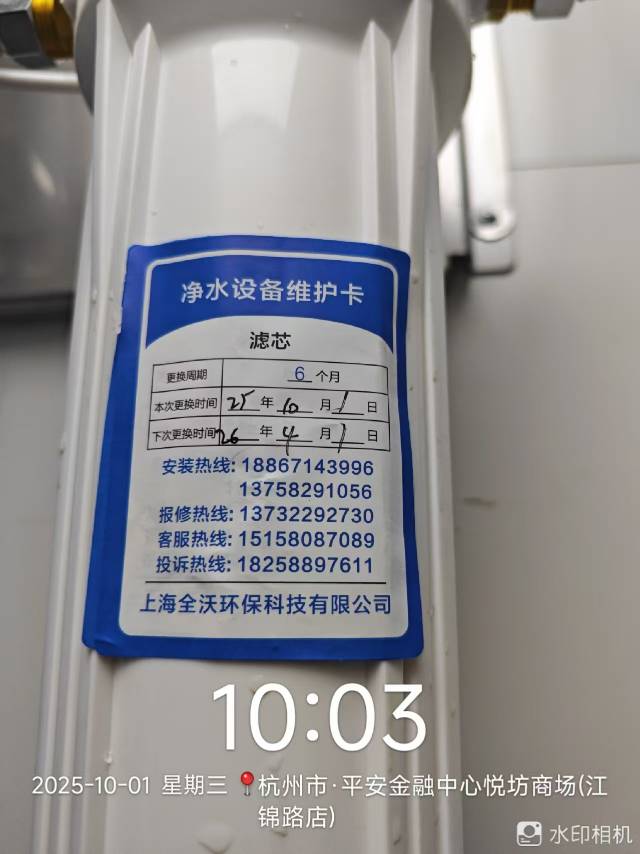 净水设备维护卡
滤芯
更换周期 6 个月
本次更换时间 25 年 10 月 1 日
下次更换时间 26 年 4 月 1 日
安装热线: 18867143996
13758291056
报修热线: 13732292730
客服热线: 15158087089
投诉热线: 18258897611
上海全沃环保科技有限公司
10:03
2025-10-01 星期三 📍杭州市·平安金融中心悦坊商场(江
锦路店)
水印相机